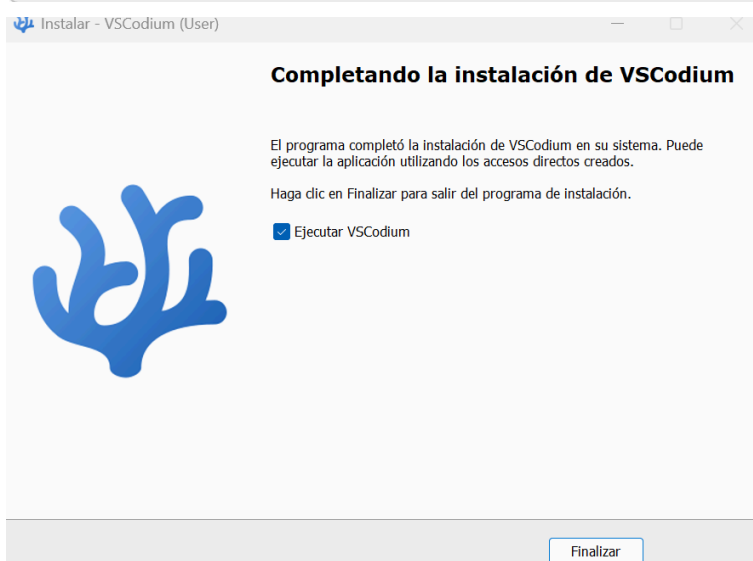 Instalar - VSCodium (User)
Completando la instalación de VSCodium
El programa completó la instalación de VSCodium en su sistema. Puede
ejecutar la aplicación utilizando los accesos directos creados.
Haga clic en Finalizar para salir del programa de instalación.
Ejecutar VSCodium
Finalizar